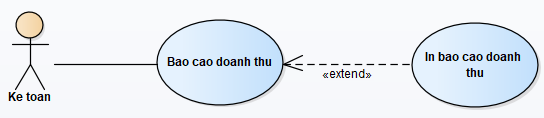 Bao cao doanh thu
In bao cao doanh
thu
«extend»
Ke toan